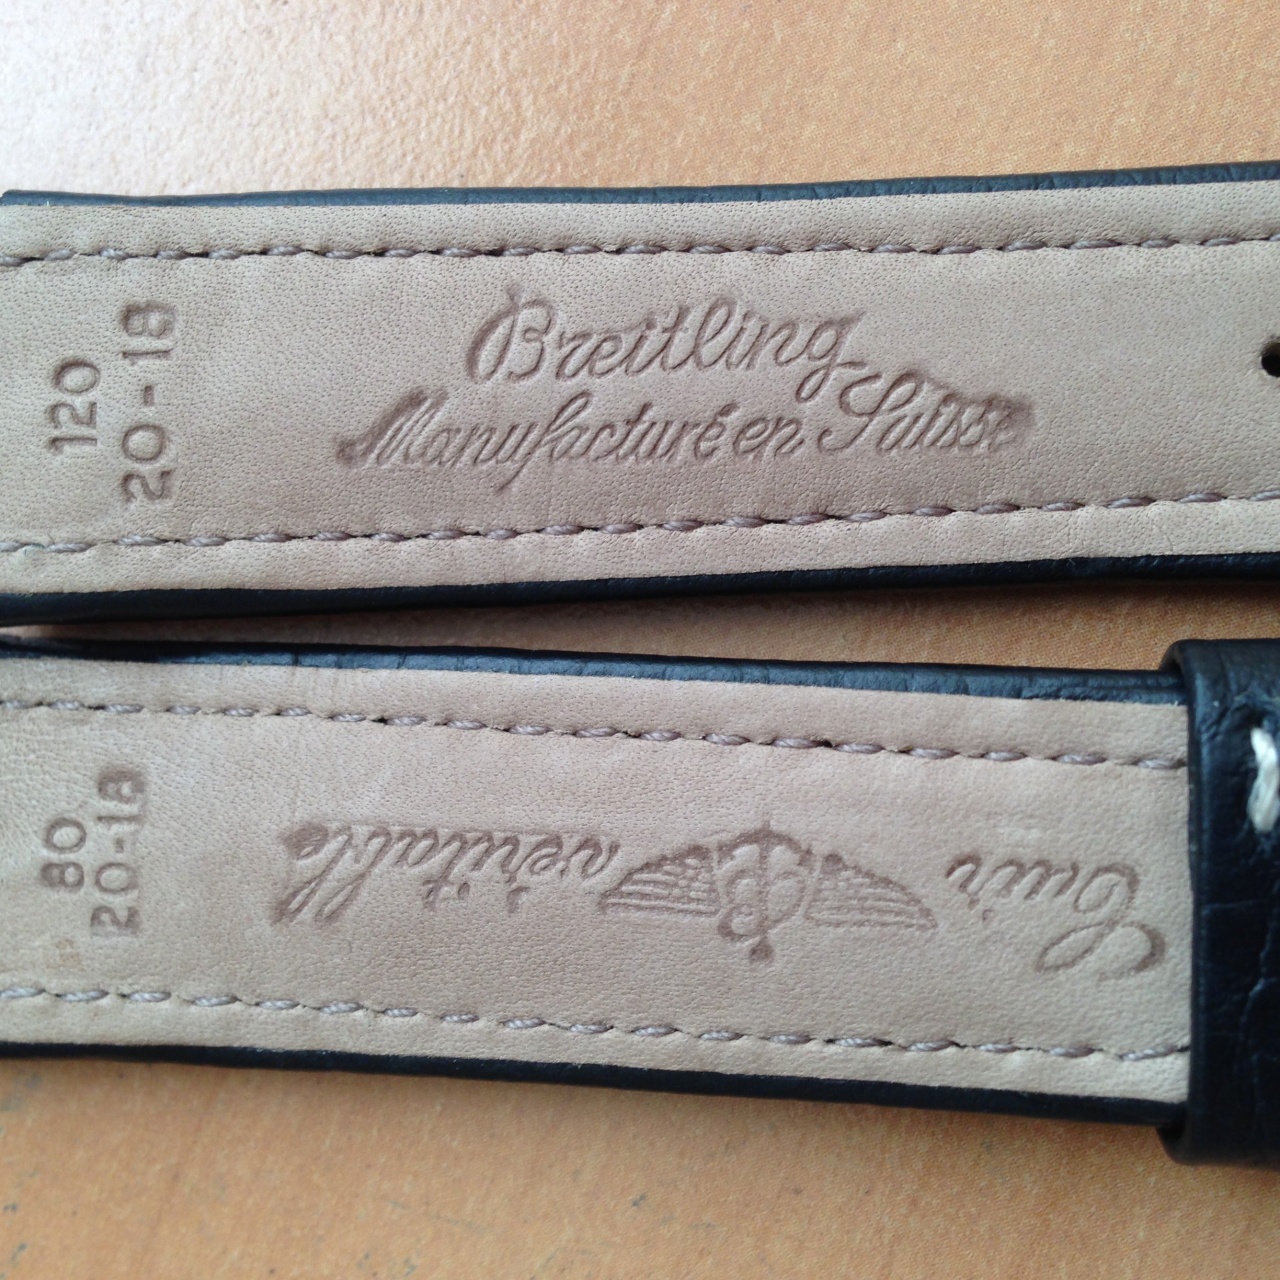 120
20-18
Breitling
Manufacturé en Suisse
80
20-18
Cuir B véritable